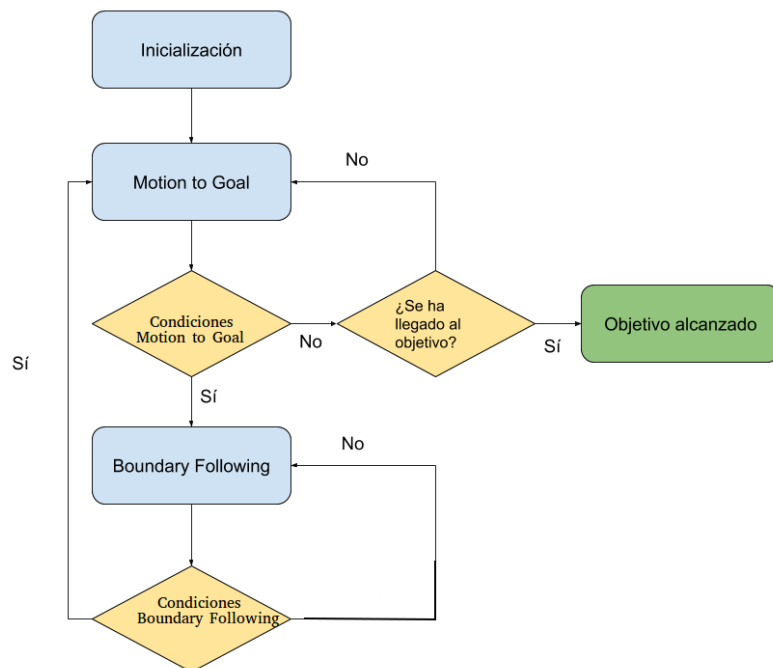 Inicialización
No
Motion to Goal
¿Se ha
llegado al
objetivo?
Condiciones
Motion to Goal
No
Sí
Objetivo alcanzado
Sí
Sí
No
Boundary Following
Condiciones
Boundary Following